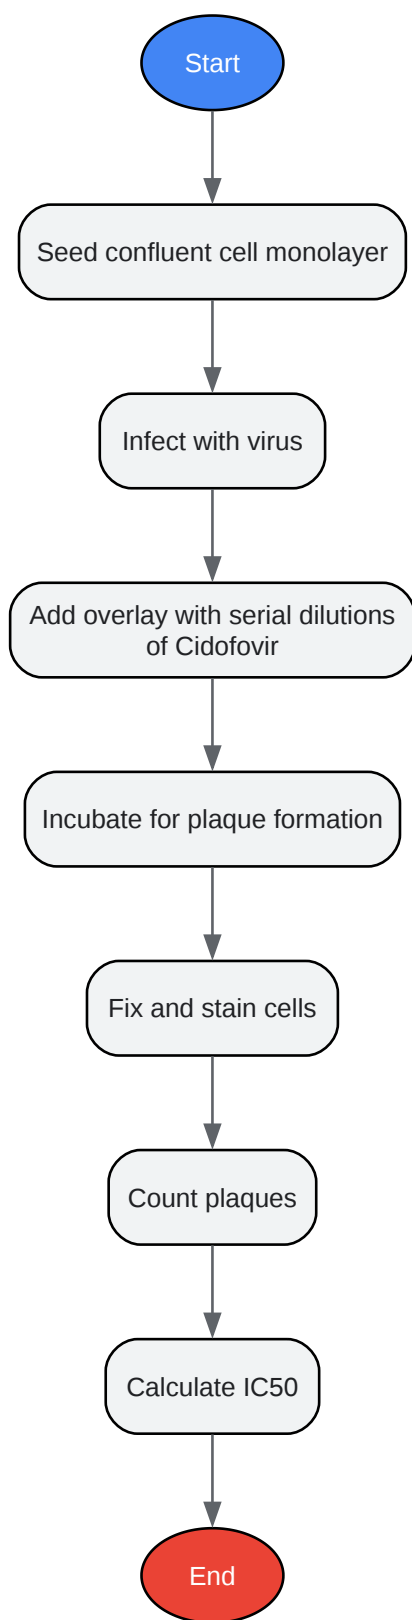 Start
Seed confluent cell monolayer
Infect with virus
Add overlay with serial dilutions
of Cidofovir
Incubate for plaque formation
Fix and stain cells
Count plaques
Calculate IC50
End